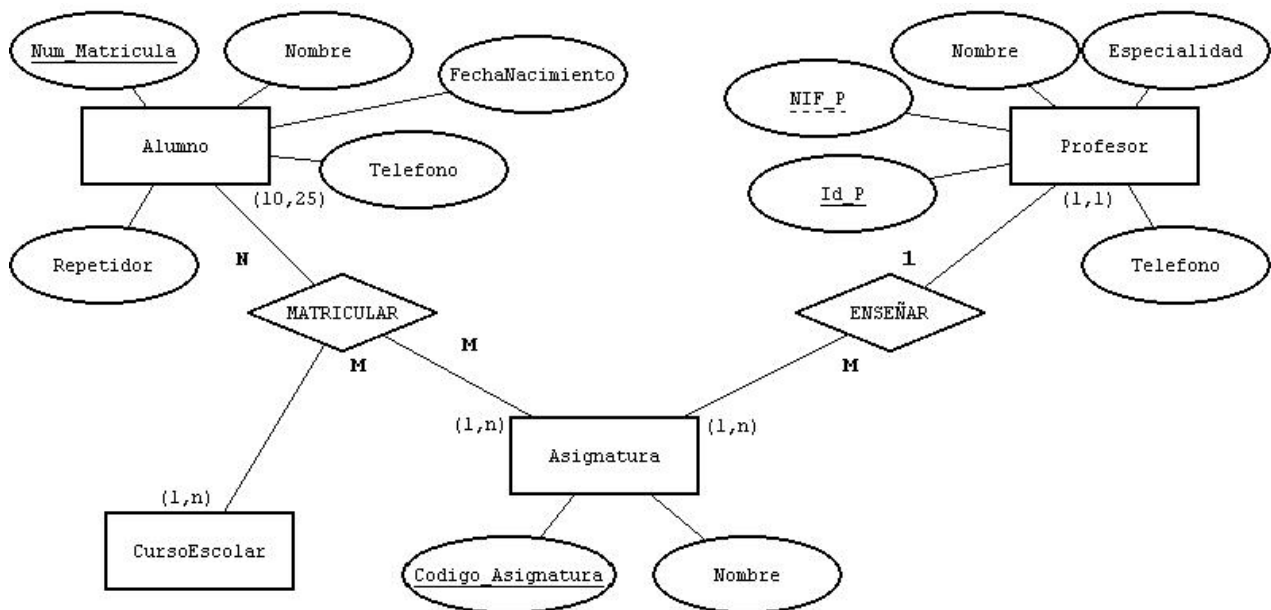 Num_Matricula
Nombre
FechaNacimiento
Alumno
Telefono
(10,25)
Repetidor
N
MATRICULAR
M
M
(1,n)
(1,n)
CursoEscolar
Nombre
Especialidad
NIF_P
Profesor
Id_P
(1,1)
Telefono
1
ENSEÑAR
M
(1,n)
Asignatura
Codigo_Asignatura
Nombre